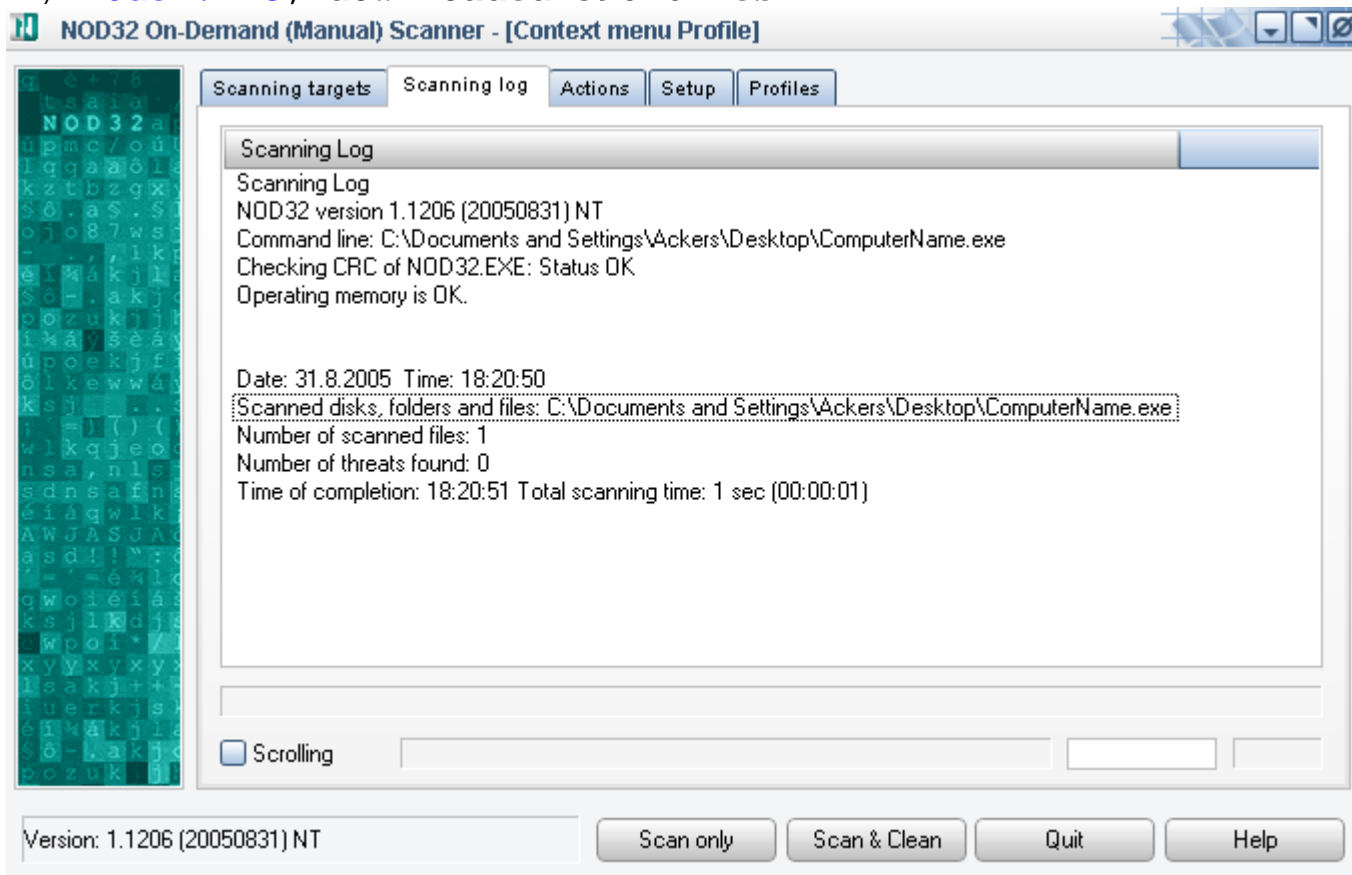 NOD32 On-Demand (Manual) Scanner - [Context menu Profile]
NOD32
Scanning targets Scanning log Actions Setup Profiles
Scanning Log
Scanning Log
NOD32 version 1.1206 (20050831) NT
Command line: C:\Documents and Settings\Ackers\Desktop\ComputerName.exe
Checking CRC of NOD32.EXE: Status OK
Operating memory is OK.
Date: 31.8.2005 Time: 18:20:50
Scanned disks, folders and files: C:\Documents and Settings\Ackers\Desktop\ComputerName.exe
Number of scanned files: 1
Number of threats found: 0
Time of completion: 18:20:51 Total scanning time: 1 sec (00:00:01)
Scrolling
Version: 1.1206 (20050831) NT
Scan only Scan & Clean Quit Help